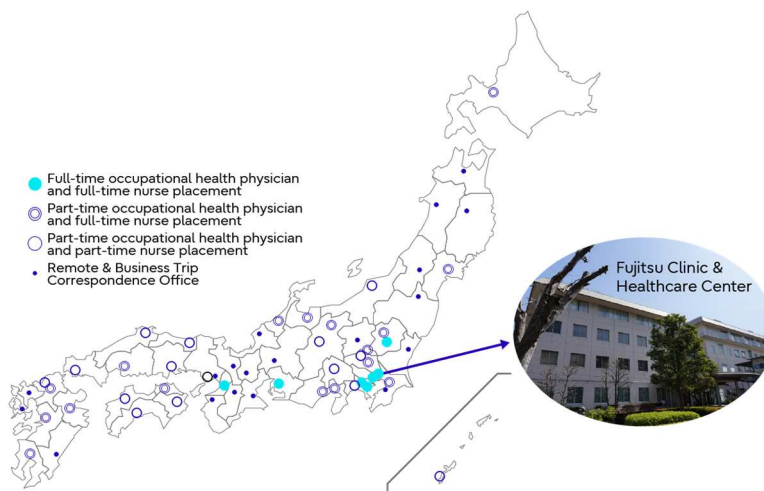 Full-time occupational health physician
and full-time nurse placement
Part-time occupational health physician
and full-time nurse placement
Part-time occupational health physician
and part-time nurse placement
Remote & Business Trip
Correspondence Office
Fujitsu Clinic &
Healthcare Center